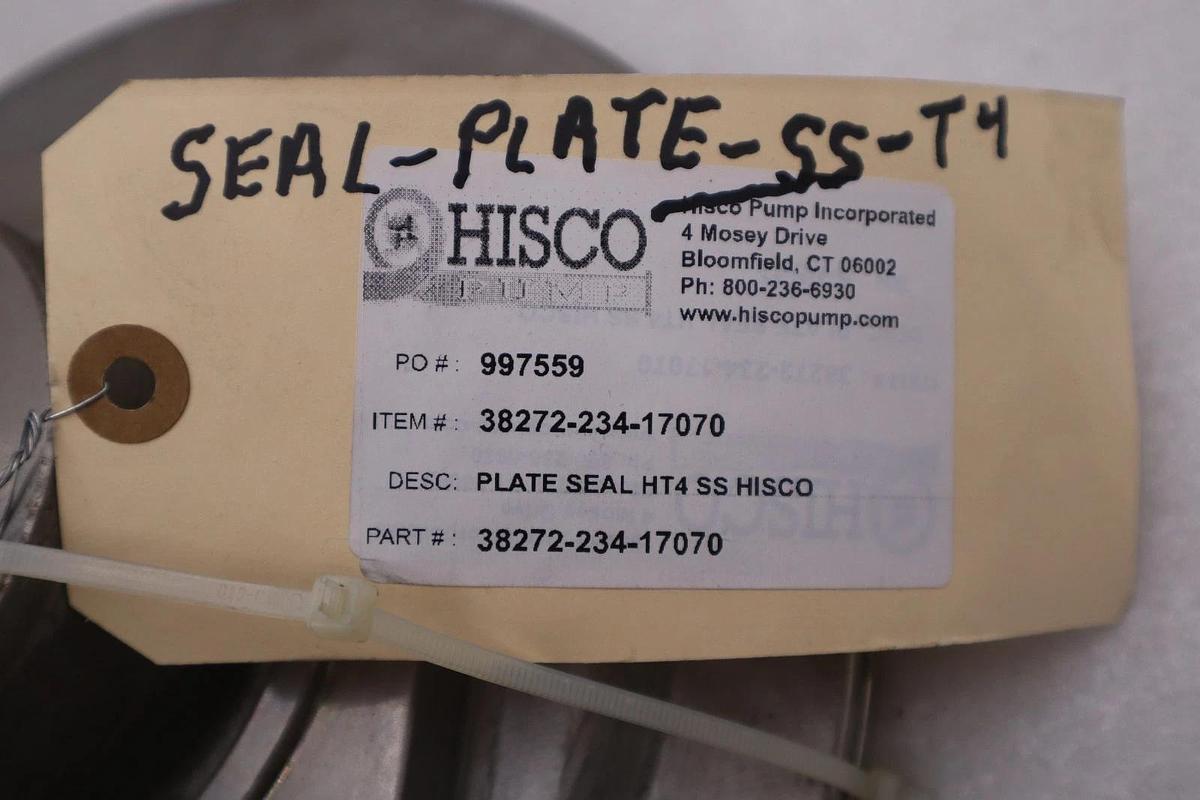 SEAL-PLATE-SS-T4
HISCO
PUMP
Hisco Pump Incorporated
4 Mosey Drive
Bloomfield, CT 06002
Ph: 800-236-6930
www.hiscopump.com
PO #: 997559
ITEM #: 38272-234-17070
DESC: PLATE SEAL HT4 SS HISCO
PART #: 38272-234-17070